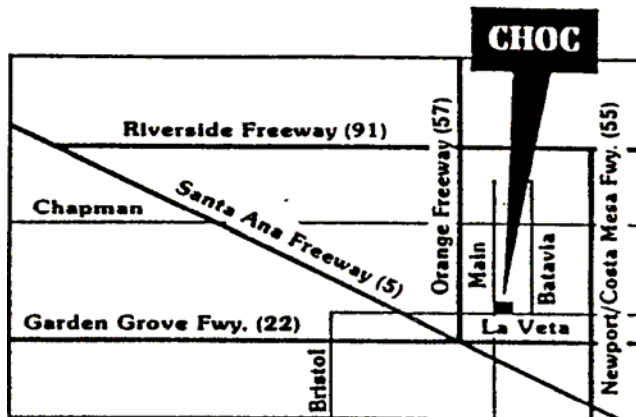 CHOC
Riverside Freeway (91)
Orange Freeway (57)
Newport/Costa Mesa Fwy. (55)
Santa Ana Freeway (5)
Chapman
Main
Batavia
Garden Grove Fwy. (22)
La Veta
Bristol